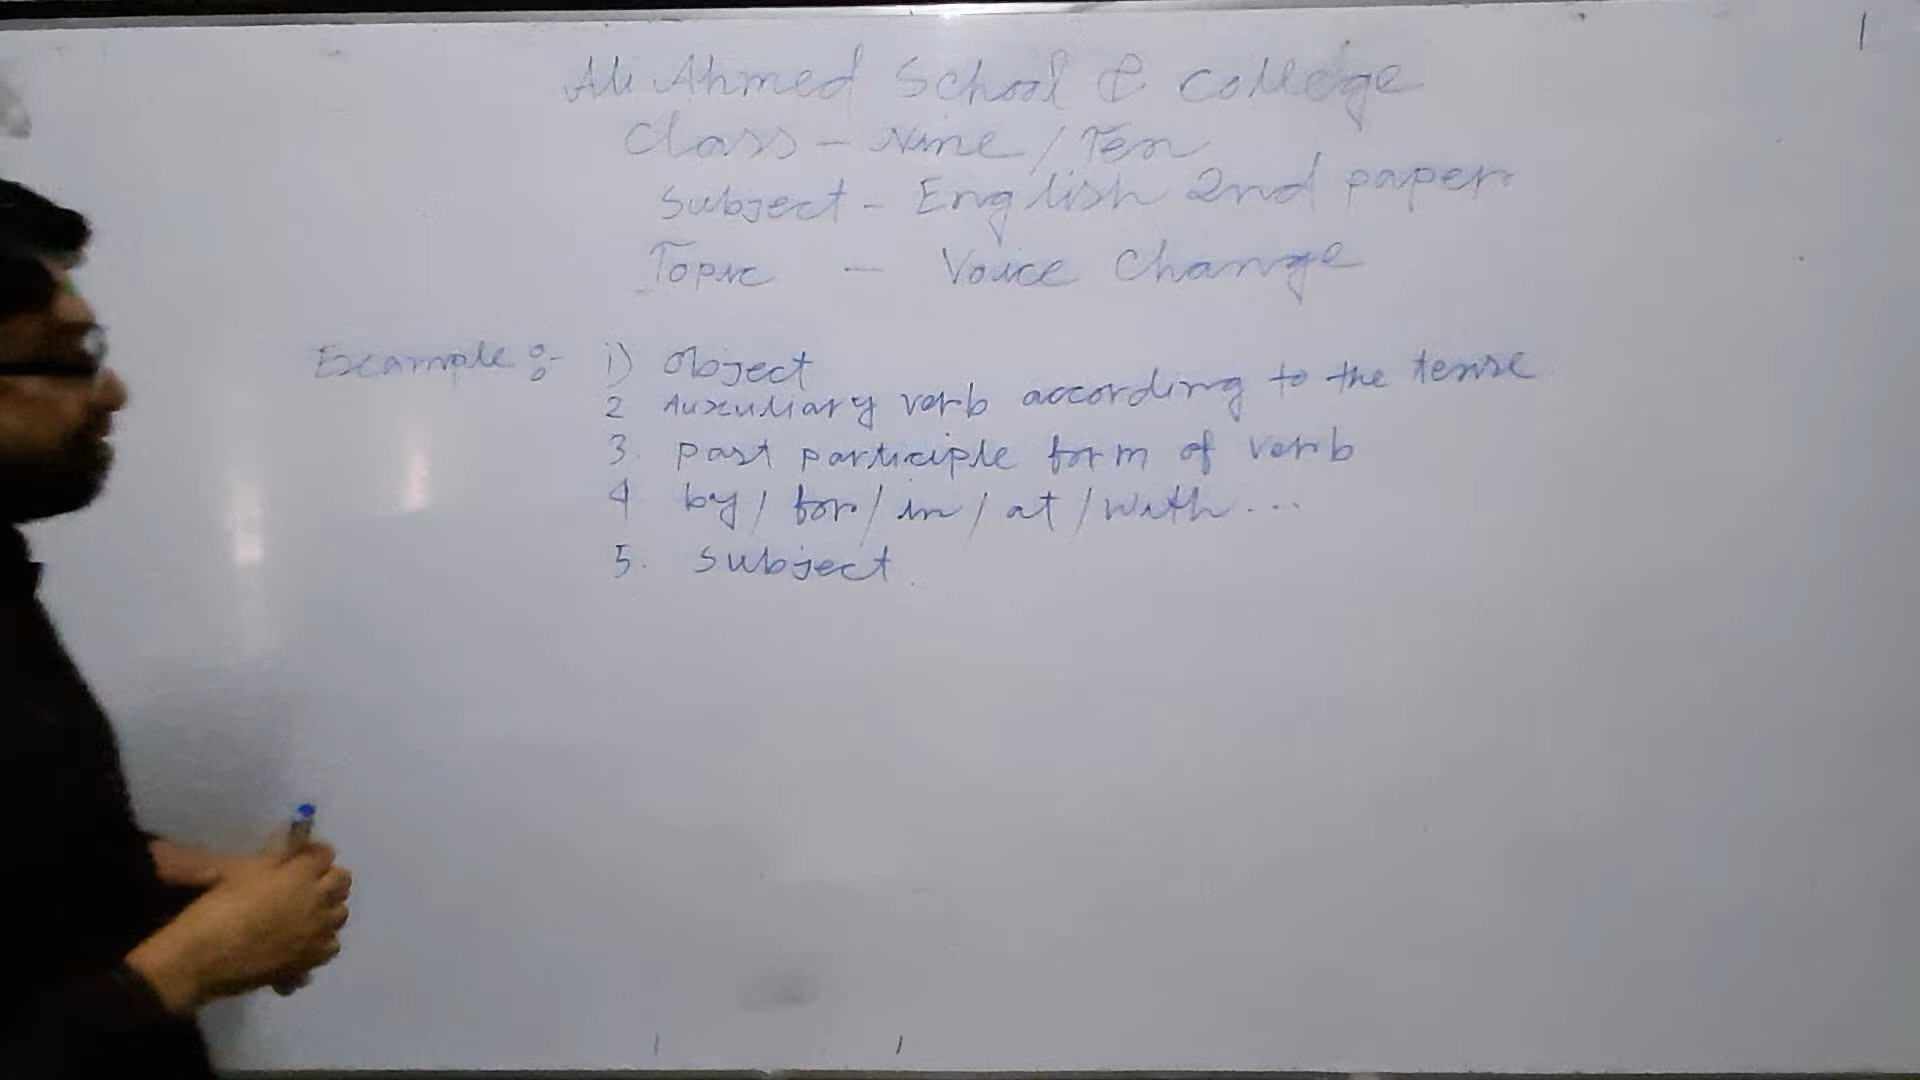 Ali Ahmed School & College
Class - Nine / Ten
Subject - English 2nd paper
Topic - Voice Change
Example :- i) Object
2 Auxuliary verb according to the tense
3. past participle form of verb
4 by / for / in / at / with ...
5. Subject.